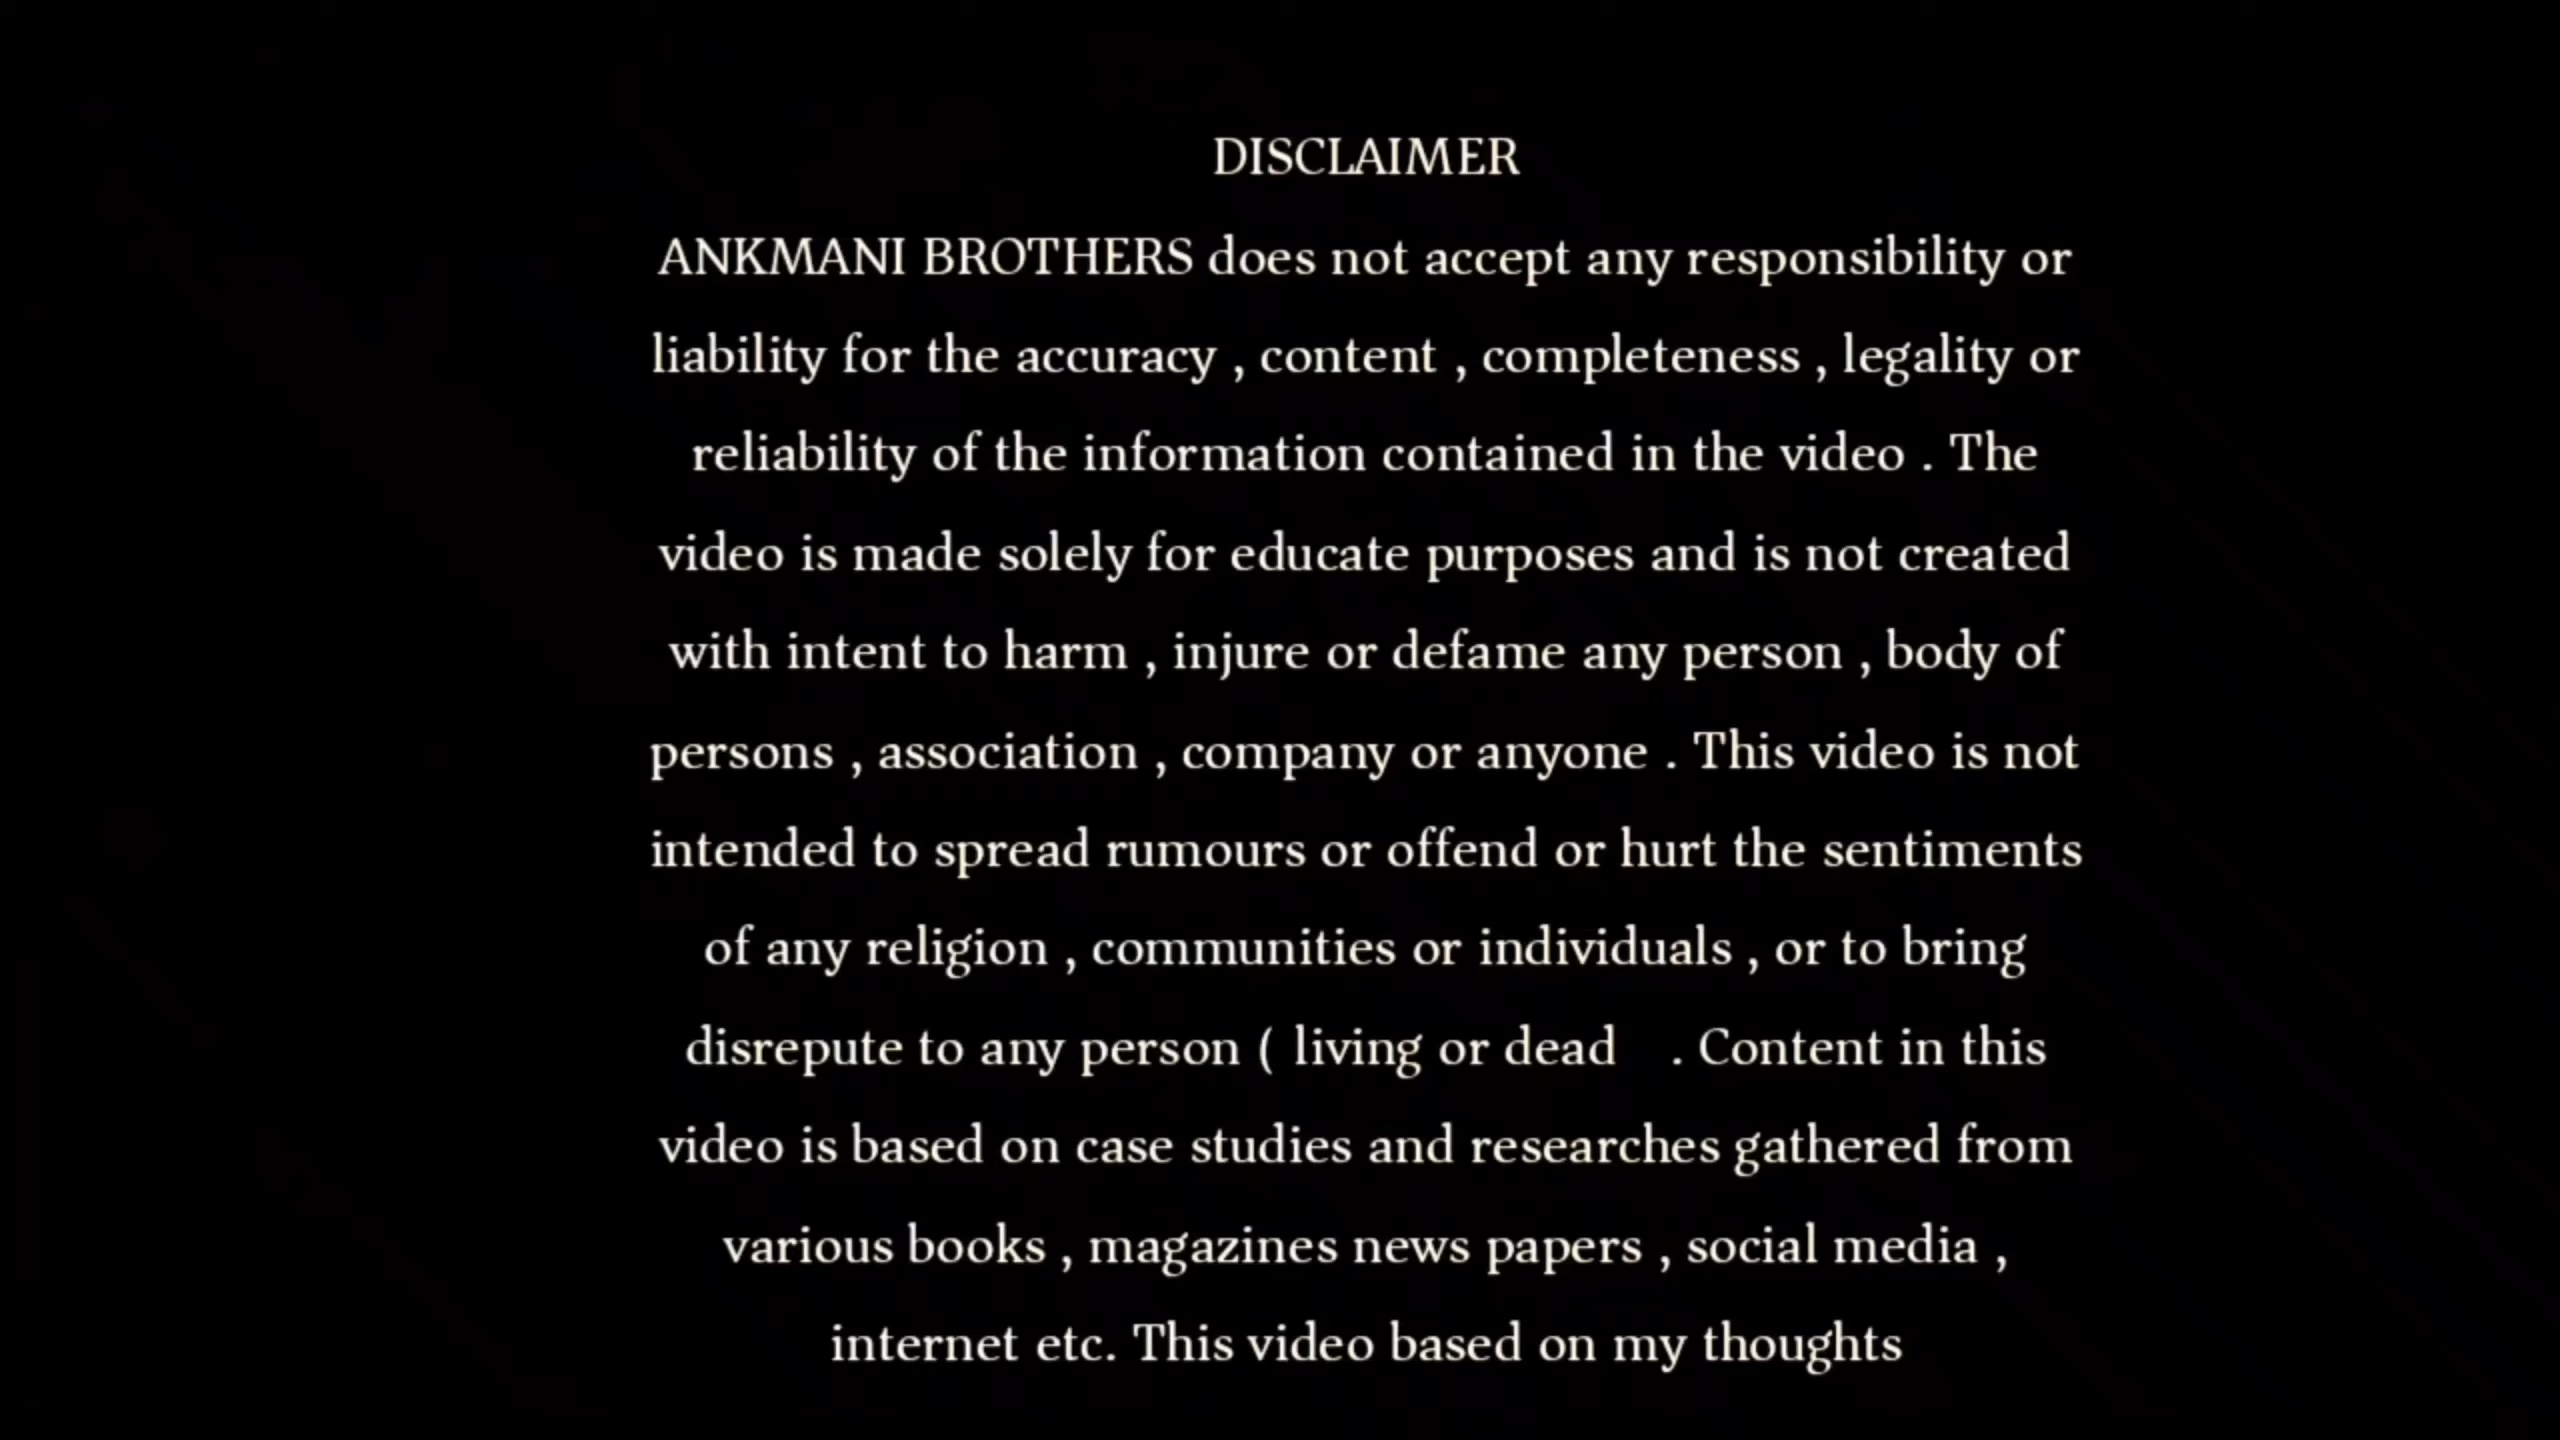 DISCLAIMER
ANKMANI BROTHERS does not accept any responsibility or
liability for the accuracy , content , completeness , legality or
reliability of the information contained in the video . The
video is made solely for educate purposes and is not created
with intent to harm , injure or defame any person , body of
persons , association , company or anyone . This video is not
intended to spread rumours or offend or hurt the sentiments
of any religion , communities or individuals , or to bring
disrepute to any person ( living or dead . Content in this
video is based on case studies and researches gathered from
various books , magazines news papers , social media ,
internet etc. This video based on my thoughts